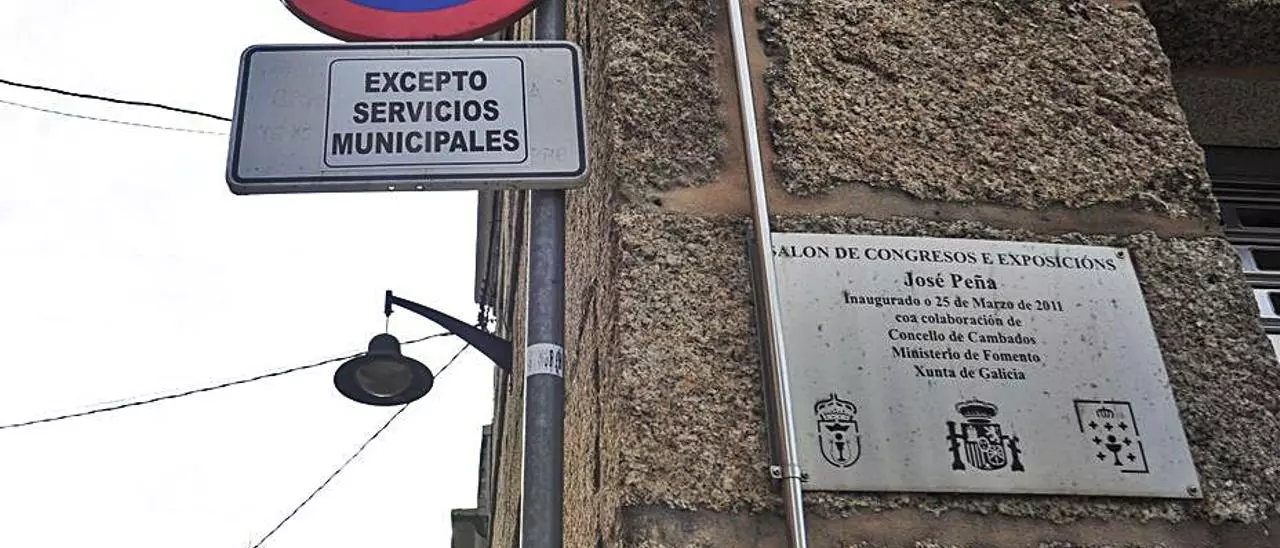 EXCEPTO
SERVICIOS
MUNICIPALES
SALON DE CONGRESOS E EXPOSICIÓNS
José Peña
Inaugurado o 25 de Marzo de 2011
coa colaboración de
Concello de Cambados
Ministerio de Fomento
Xunta de Galicia